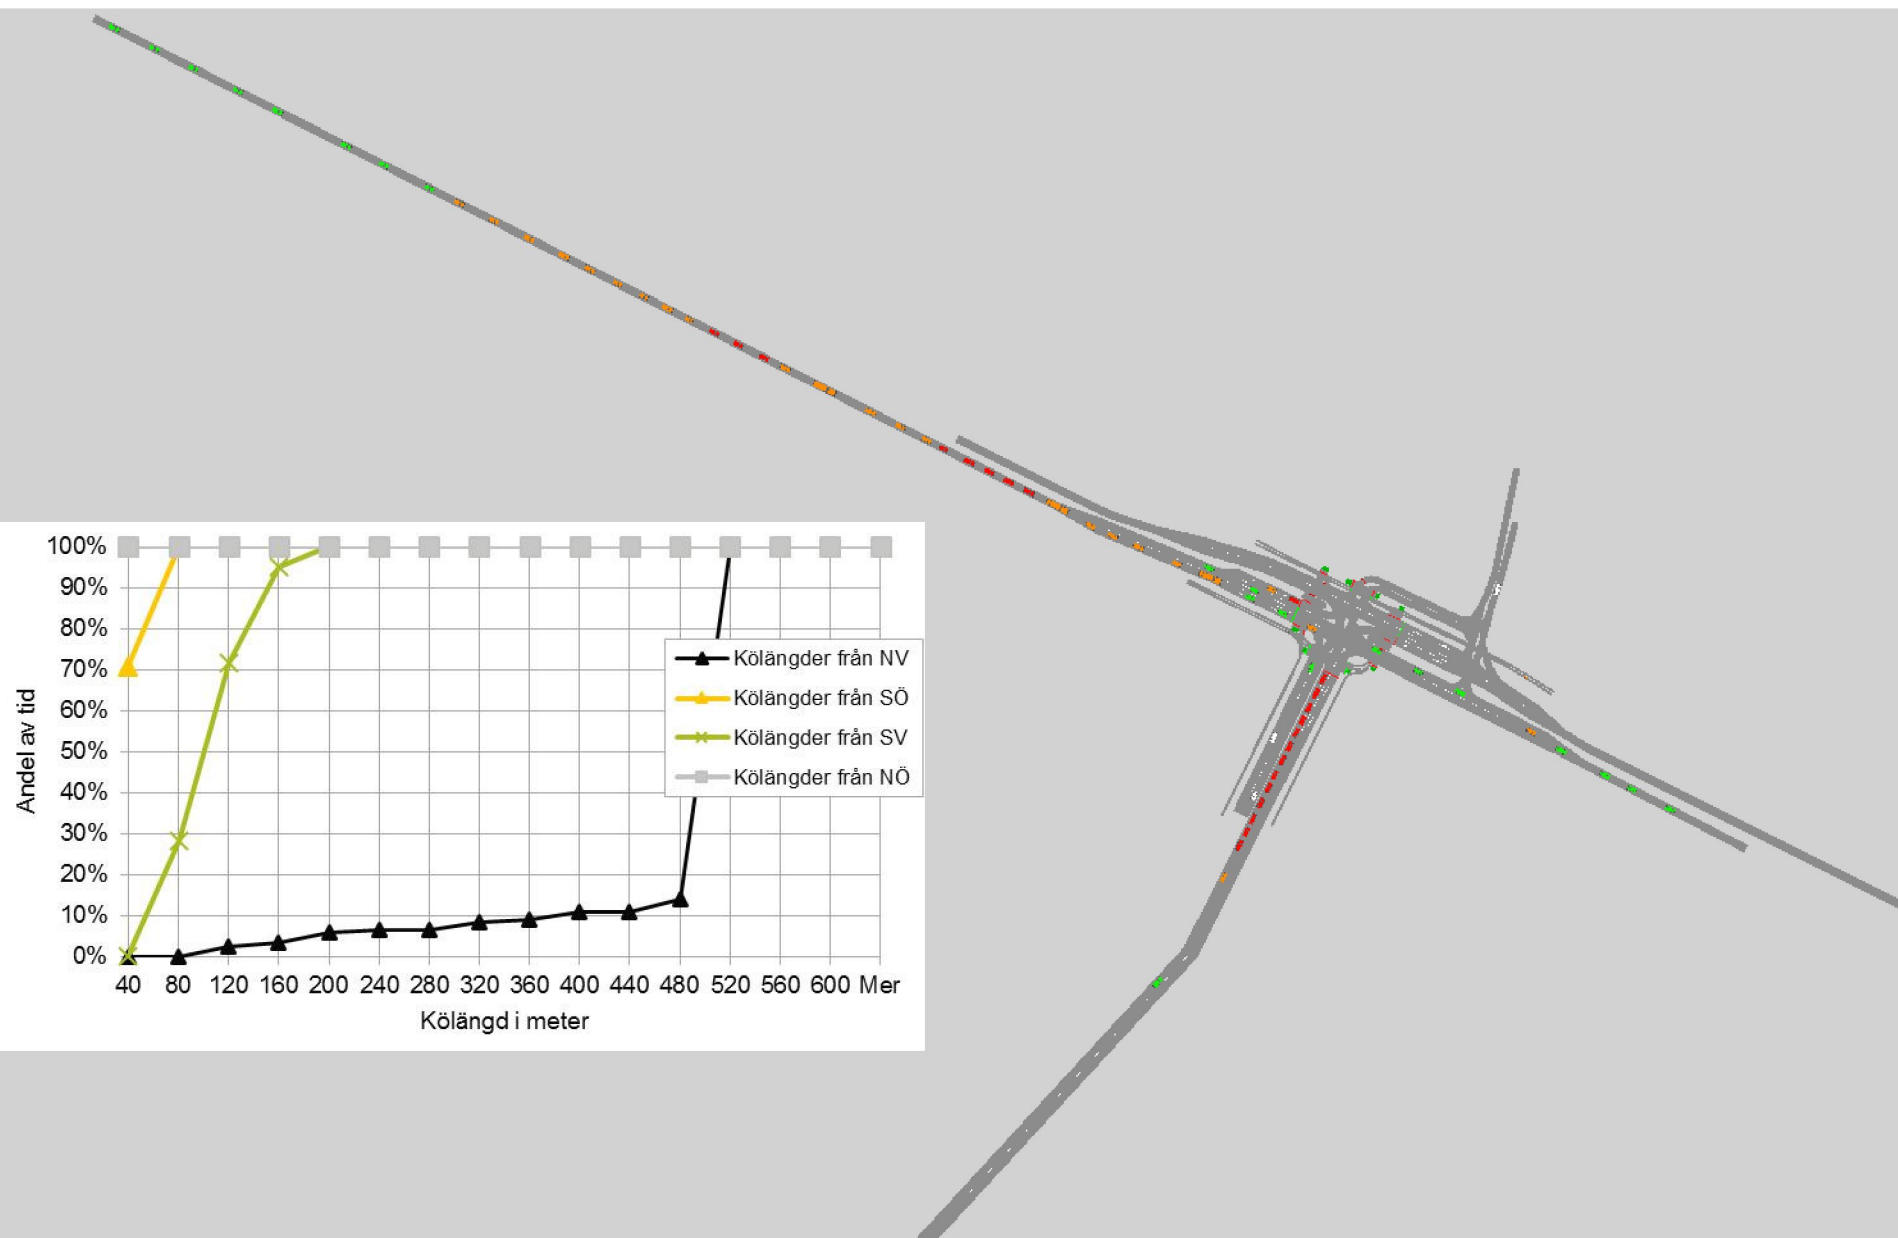 100%
90%
80%
70%
60%
50%
40%
30%
20%
10%
0%
Andel av tid
40 80 120 160 200 240 280 320 360 400 440 480 520 560 600 Mer
Kölängd i meter
Kölängder från NV
Kölängder från SÖ
Kölängder från SV
Kölängder från NÖ